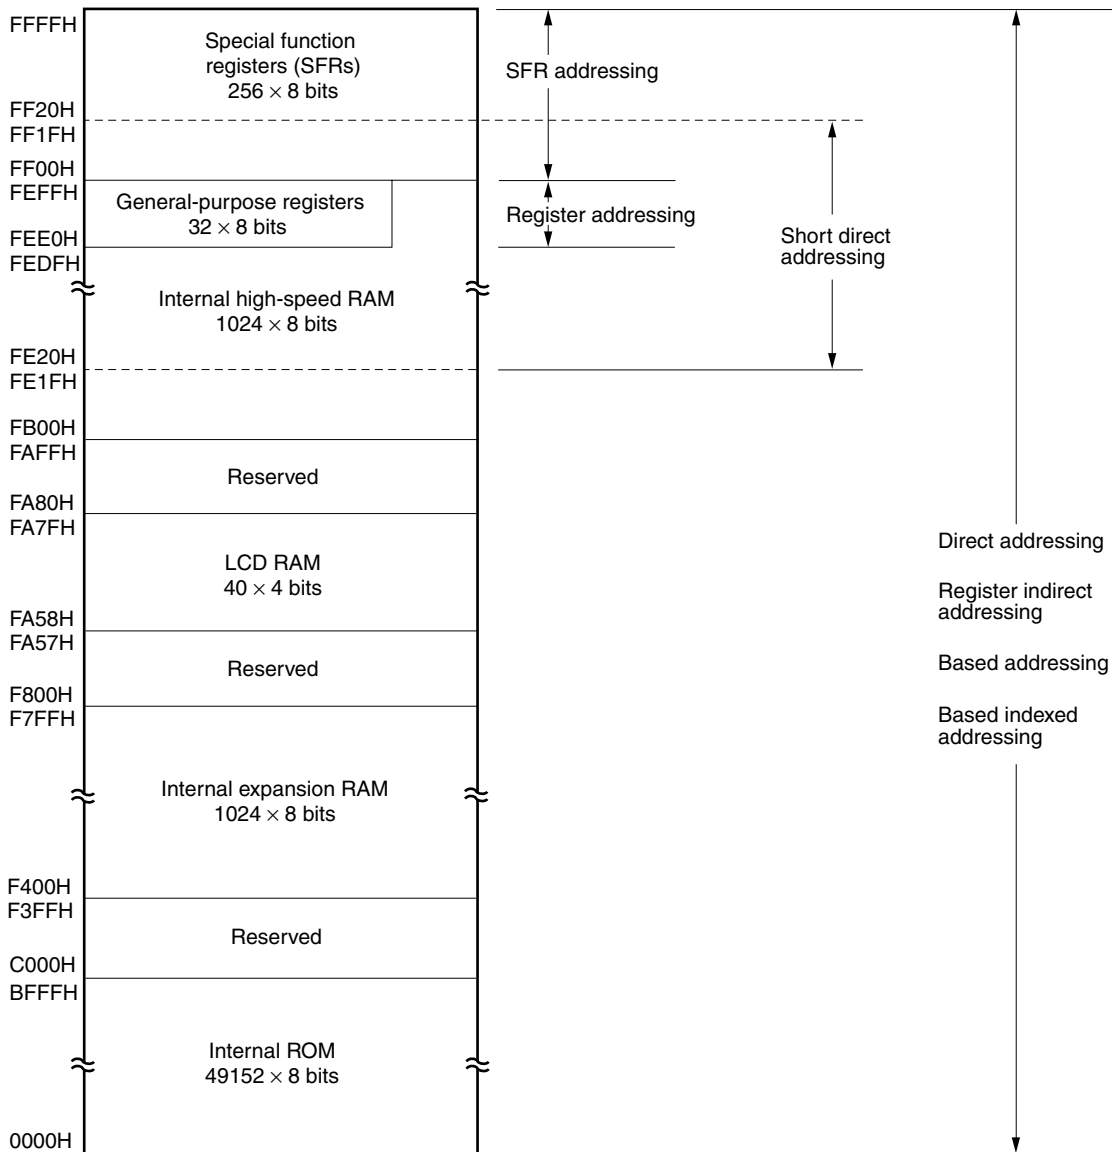 FFFFH
Special function
registers (SFRs)
256 × 8 bits
SFR addressing
FF20H
FF1FH
FF00H
FEFFH
General-purpose registers
32 × 8 bits
Register addressing
Short direct
addressing
FEE0H
FEDFH
Internal high-speed RAM
1024 × 8 bits
FE20H
FE1FH
FB00H
FAFFH
Reserved
FA80H
FA7FH
LCD RAM
40 × 4 bits
Direct addressing
Register indirect
addressing
Based addressing
Based indexed
addressing
FA58H
FA57H
Reserved
F800H
F7FFH
Internal expansion RAM
1024 × 8 bits
F400H
F3FFH
Reserved
C000H
BFFFH
Internal ROM
49152 × 8 bits
0000H